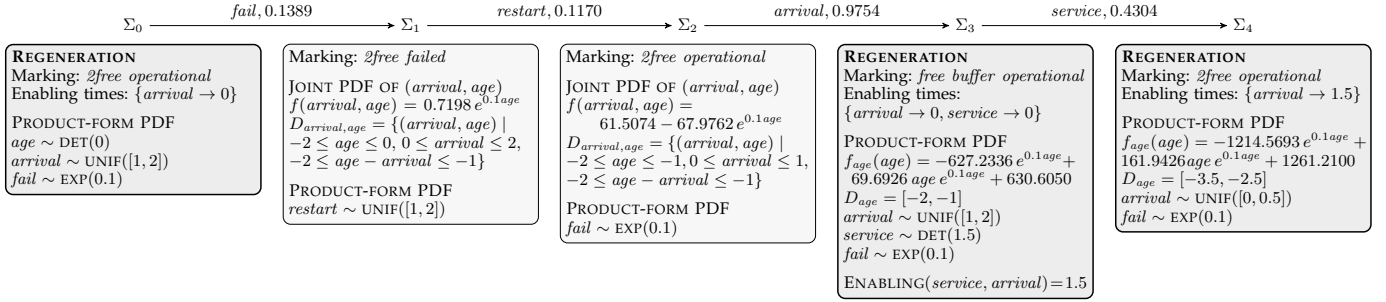 fail, 0.1389
restart, 0.1170
arrival, 0.9754
service, 0.4304
Σ₀
Σ₁
Σ₂
Σ₃
Σ₄
REGENERATION
Marking: 2free operational
Enabling times: {arrival → 0}
PRODUCT-FORM PDF
age ∼ DET(0)
arrival ∼ UNIF([1, 2])
fail ∼ EXP(0.1)
Marking: 2free failed
JOINT PDF OF (arrival, age)
f(arrival, age) = 0.7198 e^{0.1age}
D_{arrival,age} = {(arrival, age) |
−2 ≤ age ≤ 0, 0 ≤ arrival ≤ 2,
−2 ≤ age − arrival ≤ −1}
PRODUCT-FORM PDF
restart ∼ UNIF([1, 2])
Marking: 2free operational
JOINT PDF OF (arrival, age)
f(arrival, age) =
61.5074 − 67.9762 e^{0.1age}
D_{arrival,age} = {(arrival, age) |
−2 ≤ age ≤ −1, 0 ≤ arrival ≤ 1,
−2 ≤ age − arrival ≤ −1}
PRODUCT-FORM PDF
fail ∼ EXP(0.1)
REGENERATION
Marking: free buffer operational
Enabling times:
{arrival → 0, service → 0}
PRODUCT-FORM PDF
f_{age}(age) = −627.2336 e^{0.1age} +
69.6926 age e^{0.1age} + 630.6050
D_{age} = [−2, −1]
arrival ∼ UNIF([1, 2])
service ∼ DET(1.5)
fail ∼ EXP(0.1)
ENABLING(service, arrival) = 1.5
REGENERATION
Marking: 2free operational
Enabling times: {arrival → 1.5}
PRODUCT-FORM PDF
f_{age}(age) = −1214.5693 e^{0.1age} +
161.9426age e^{0.1age} + 1261.2100
D_{age} = [−3.5, −2.5]
arrival ∼ UNIF([0, 0.5])
fail ∼ EXP(0.1)